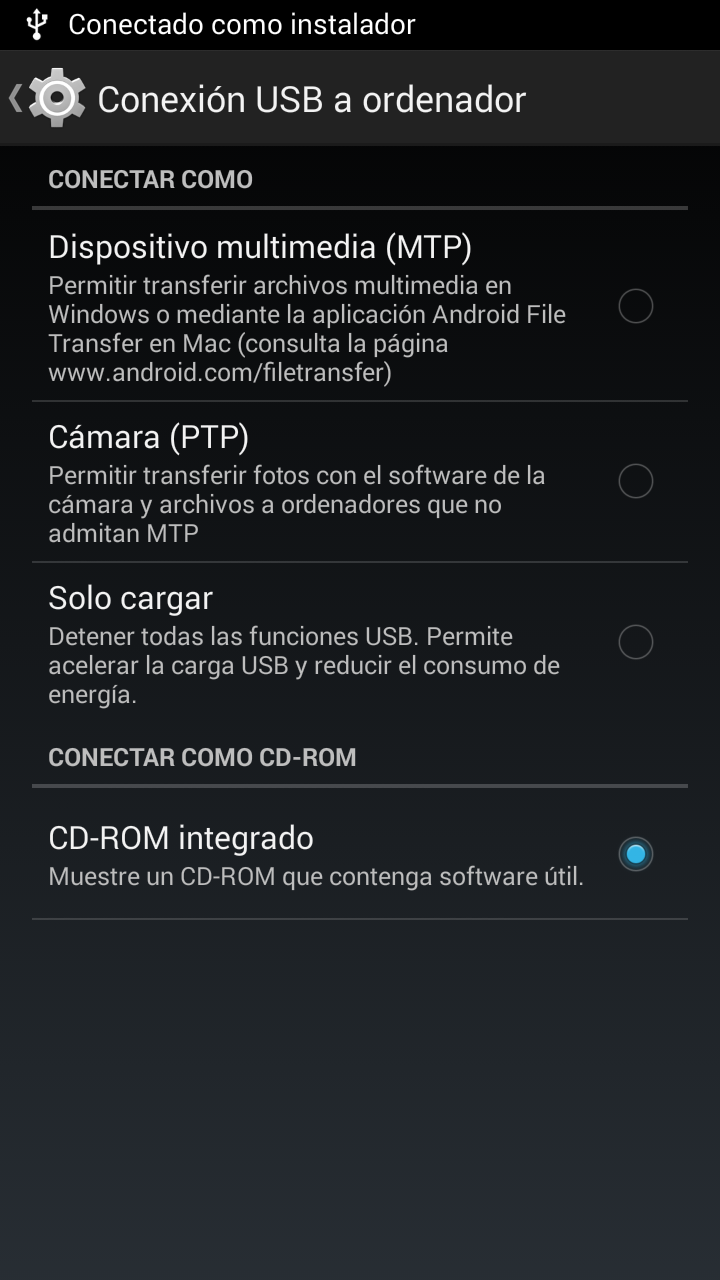 Conectado como instalador
Conexión USB a ordenador
CONECTAR COMO
Dispositivo multimedia (MTP)
Permitir transferir archivos multimedia en
Windows o mediante la aplicación Android File
Transfer en Mac (consulta la página
www.android.com/filetransfer)
Cámara (PTP)
Permitir transferir fotos con el software de la
cámara y archivos a ordenadores que no
admitan MTP
Solo cargar
Detener todas las funciones USB. Permite
acelerar la carga USB y reducir el consumo de
energía.
CONECTAR COMO CD-ROM
CD-ROM integrado
Muestre un CD-ROM que contenga software útil.